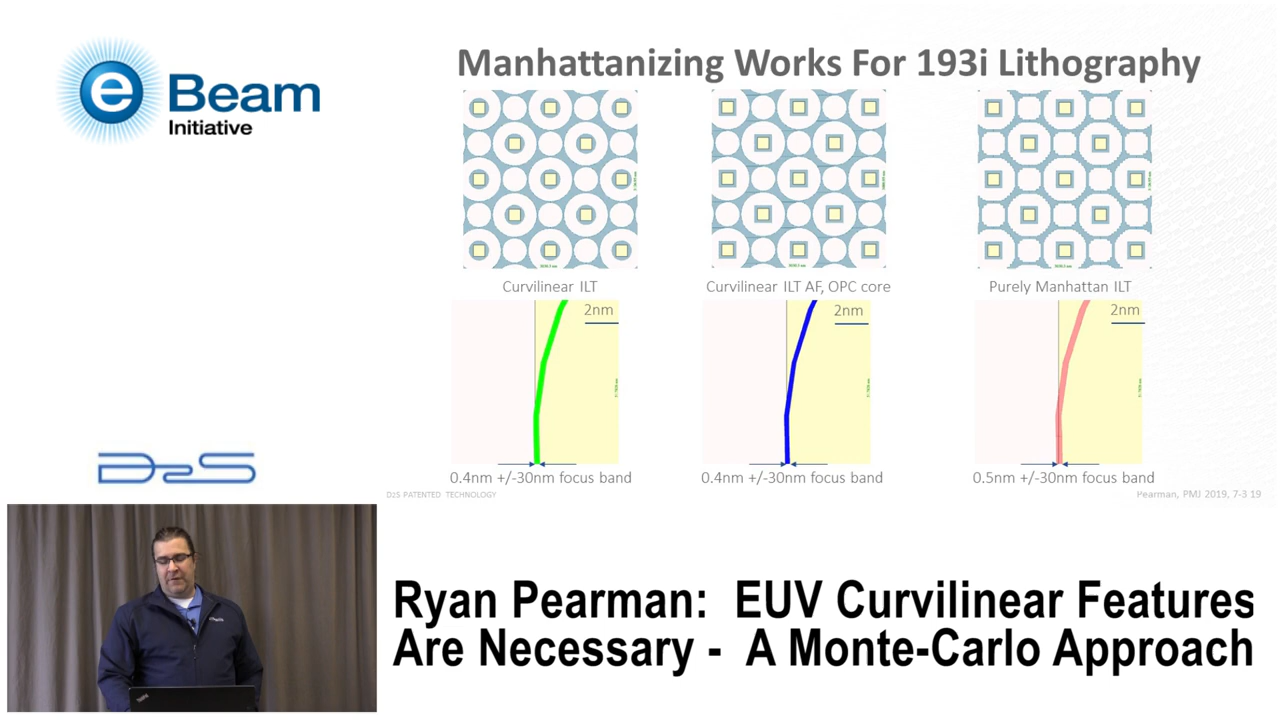 e Beam
Initiative
Manhattanizing Works For 193i Lithography
Curvilinear ILT
Curvilinear ILT AF, OPC core
Purely Manhattan ILT
2nm
2nm
2nm
0.4nm +/-30nm focus band
0.4nm +/-30nm focus band
0.5nm +/-30nm focus band
D2S PATENTED TECHNOLOGY
Pearman, PMJ 2019, 7-3 19
D2S
Ryan Pearman: EUV Curvilinear Features
Are Necessary - A Monte-Carlo Approach